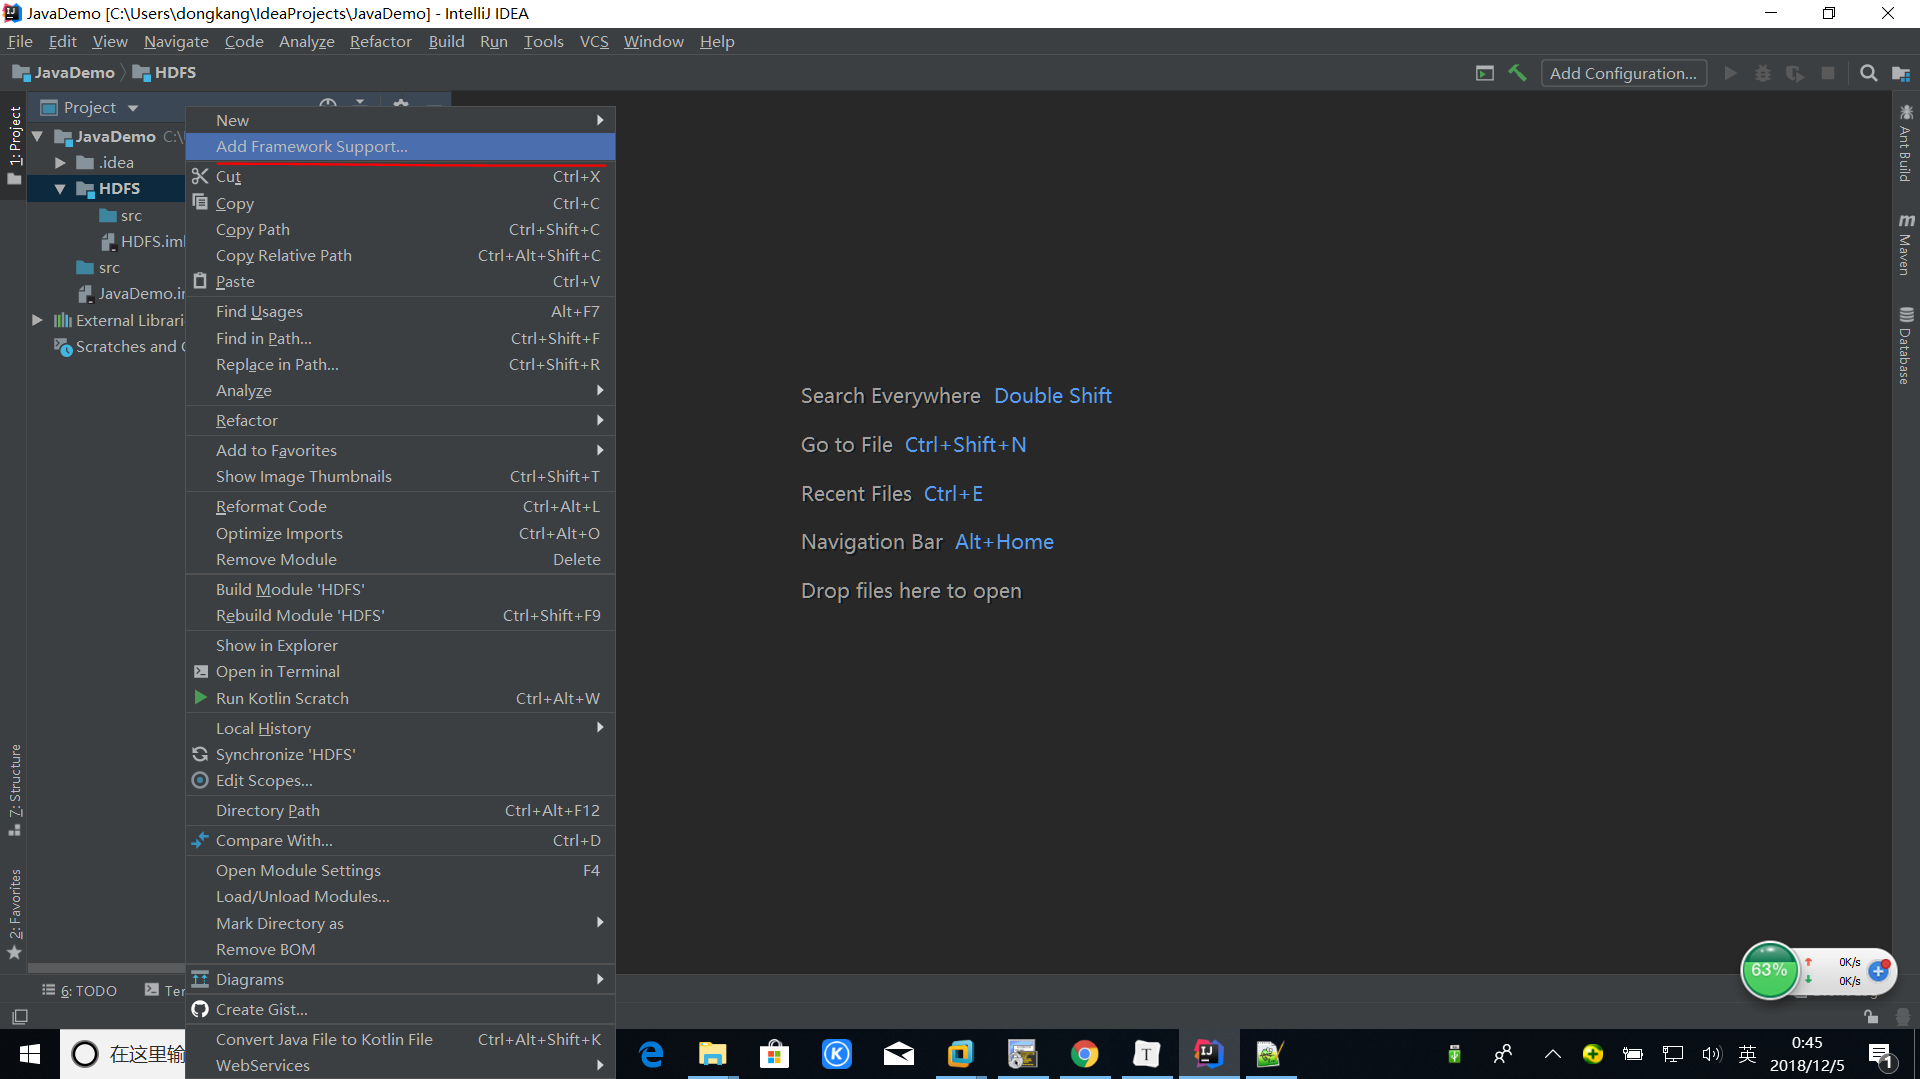 JavaDemo [C:\Users\dongkang\IdeaProjects\JavaDemo] - IntelliJ IDEA
File Edit View Navigate Code Analyze Refactor Build Run Tools VCS Window Help
JavaDemo HDFS Add Configuration...
1: Project
Project
JavaDemo C:\
.idea
HDFS
src
HDFS.iml
src
JavaDemo.i
External Librari
Scratches and
New
Add Framework Support...
Cut Ctrl+X
Copy Ctrl+C
Copy Path Ctrl+Shift+C
Copy Relative Path Ctrl+Alt+Shift+C
Paste Ctrl+V
Find Usages Alt+F7
Find in Path... Ctrl+Shift+F
Replace in Path... Ctrl+Shift+R
Analyze
Refactor
Add to Favorites
Show Image Thumbnails Ctrl+Shift+T
Reformat Code Ctrl+Alt+L
Optimize Imports Ctrl+Alt+O
Remove Module Delete
Build Module 'HDFS'
Rebuild Module 'HDFS' Ctrl+Shift+F9
Show in Explorer
Open in Terminal
Run Kotlin Scratch Ctrl+Alt+W
Local History
Synchronize 'HDFS'
Edit Scopes...
Directory Path Ctrl+Alt+F12
Compare With... Ctrl+D
Open Module Settings F4
Load/Unload Modules...
Mark Directory as
Remove BOM
Diagrams
Create Gist...
Convert Java File to Kotlin File Ctrl+Alt+Shift+K
WebServices
Search Everywhere Double Shift
Go to File Ctrl+Shift+N
Recent Files Ctrl+E
Navigation Bar Alt+Home
Drop files here to open
Ant Build
m Maven
Database
7: Structure
2: Favorites
6: TODO Ter
63% 0K/s
0K/s
在这里输
英
0:45
2018/12/5
1